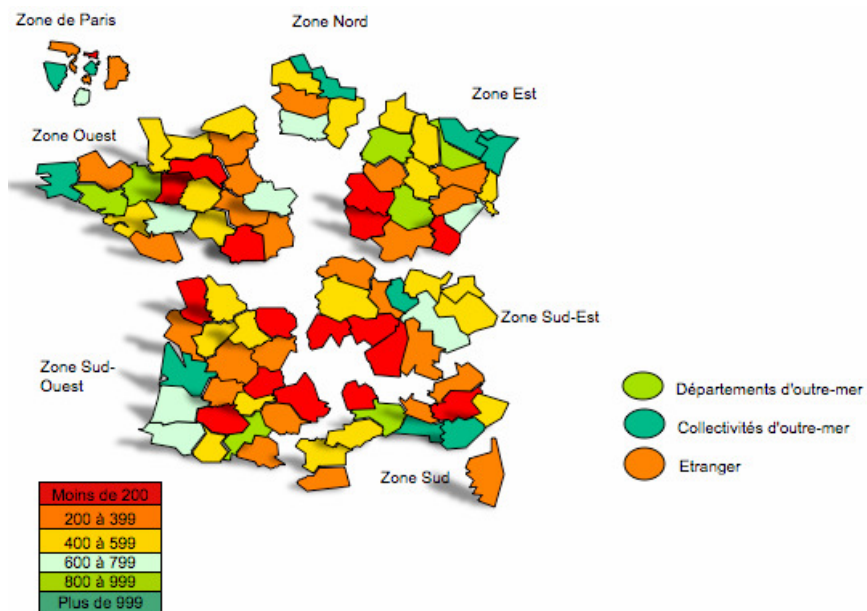 Zone de Paris
Zone Nord
Zone Est
Zone Ouest
Zone Sud-Est
Zone Sud-
Ouest
Zone Sud
Départements d'outre-mer
Collectivités d'outre-mer
Etranger
Moins de 200
200 à 399
400 à 599
600 à 799
800 à 999
Plus de 999